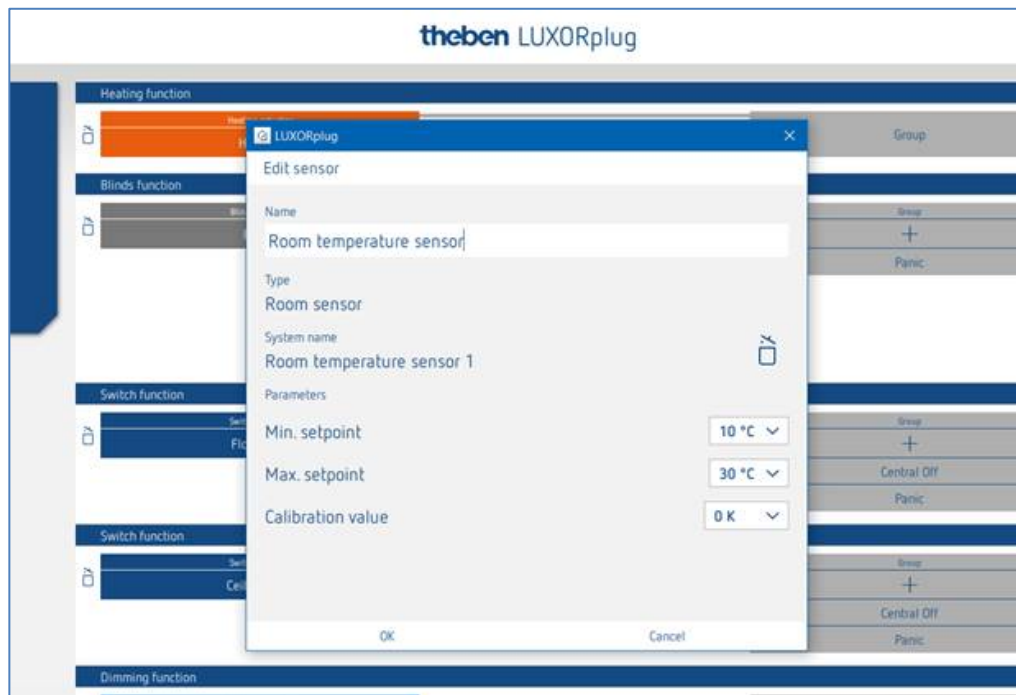 theben LUXORplug
Heating function
H
Group
LUXORplug
Edit sensor
Blinds function
Name
Room temperature sensor
Group
+
Panic
Type
Room sensor
System name
Room temperature sensor 1
Switch function
Parameters
Min. setpoint
10 °C
Flo
Group
+
Max. setpoint
30 °C
Central Off
Panic
Calibration value
0 K
Switch function
Ceil
Group
+
Central Off
Panic
OK
Cancel
Dimming function